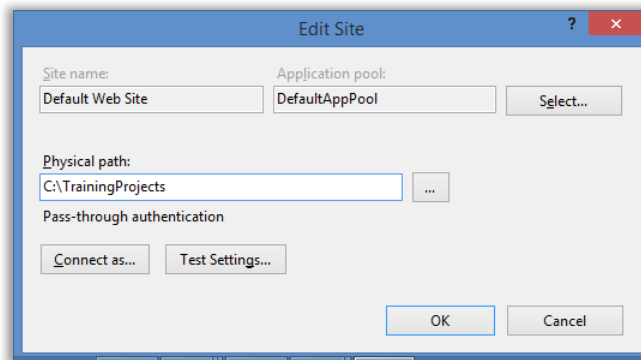 Edit Site
?
Site name:
Application pool:
Default Web Site
DefaultAppPool
Select...
Physical path:
C:\TrainingProjects
...
Pass-through authentication
Connect as...
Test Settings...
OK
Cancel